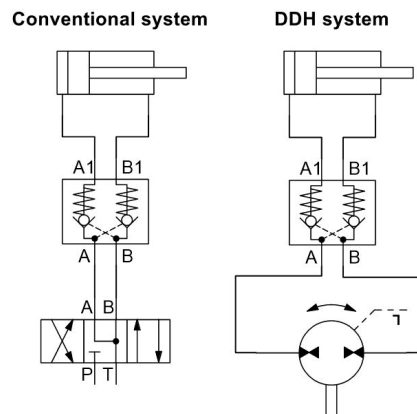 Conventional system
DDH system
A1 B1
A1 B1
A B
A B
A B
P T